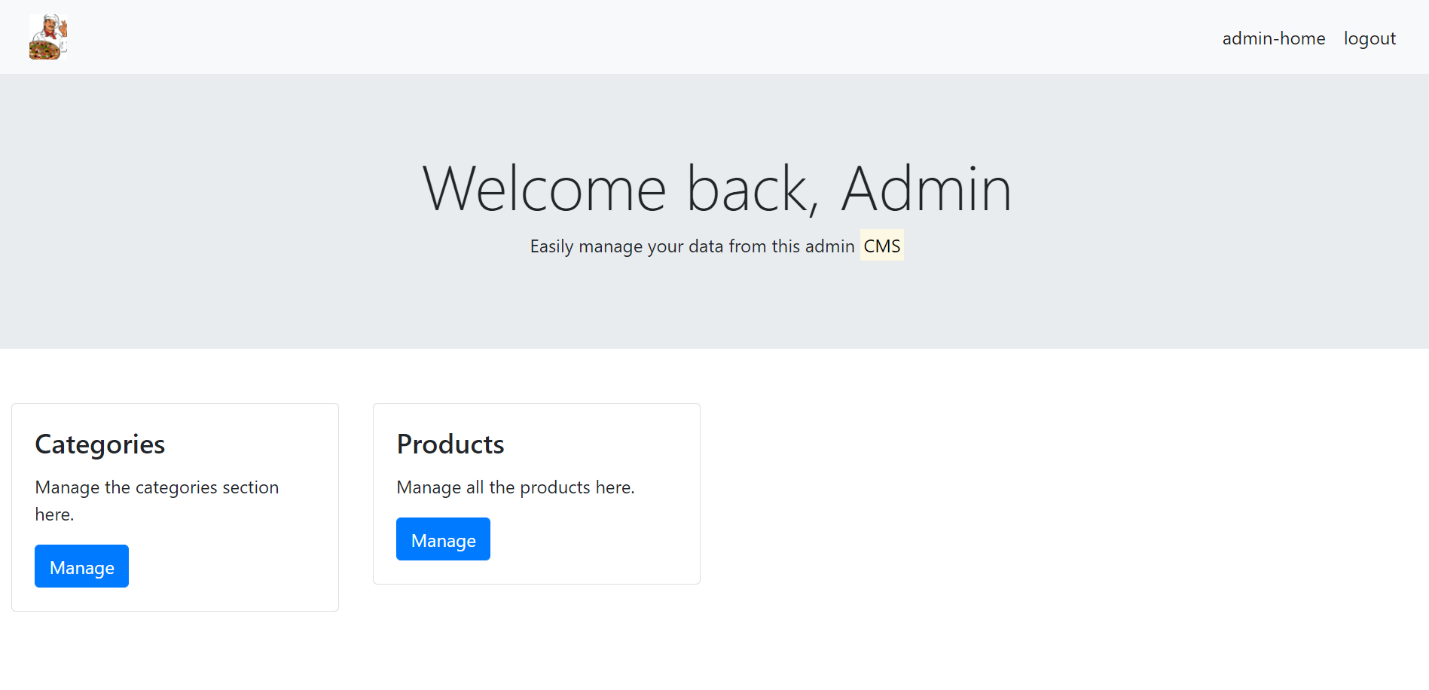 admin-home logout
Welcome back, Admin
Easily manage your data from this admin CMS
Categories
Manage the categories section
here.
Manage
Products
Manage all the products here.
Manage